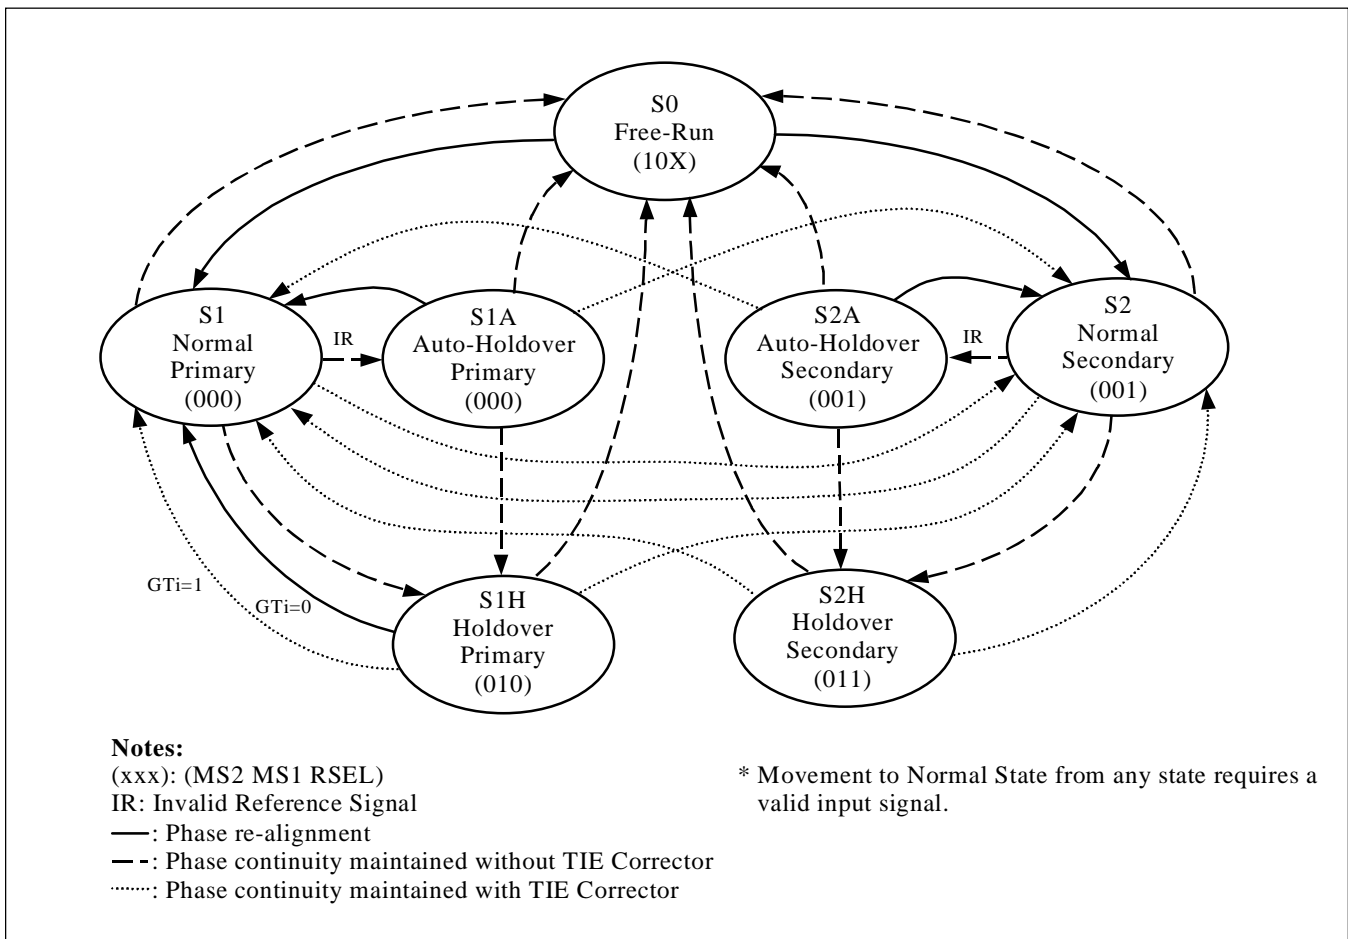 S0
Free-Run
(10X)
S1
Normal
Primary
(000)
IR
S1A
Auto-Holdover
Primary
(000)
S2A
Auto-Holdover
Secondary
(001)
IR
S2
Normal
Secondary
(001)
GTi=1
GTi=0
S1H
Holdover
Primary
(010)
S2H
Holdover
Secondary
(011)
Notes:
(xxx): (MS2 MS1 RSEL)
IR: Invalid Reference Signal
: Phase re-alignment
: Phase continuity maintained without TIE Corrector
: Phase continuity maintained with TIE Corrector
* Movement to Normal State from any state requires a
valid input signal.